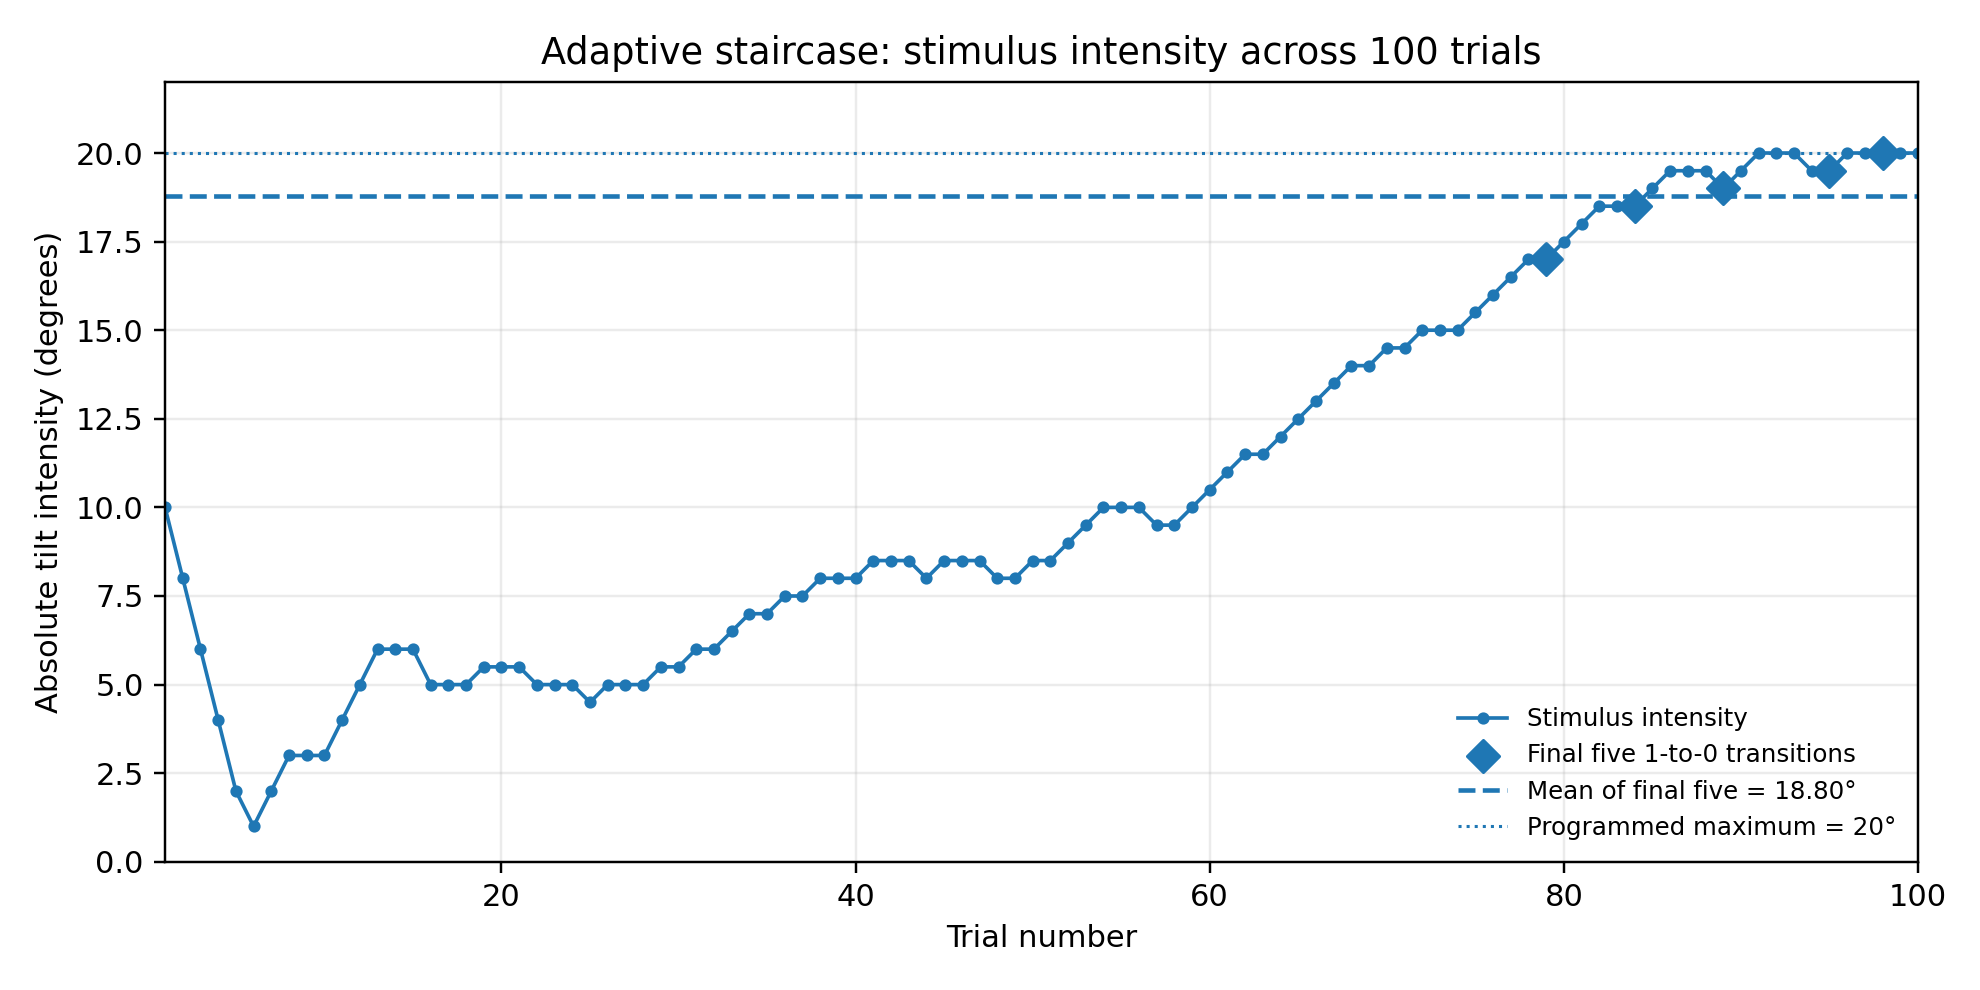 Adaptive staircase: stimulus intensity across 100 trials
Absolute tilt intensity (degrees)
20.0
17.5
15.0
12.5
10.0
7.5
5.0
2.5
0.0
Stimulus intensity
Final five 1-to-0 transitions
Mean of final five = 18.80°
Programmed maximum = 20°
20 40 60 80 100
Trial number